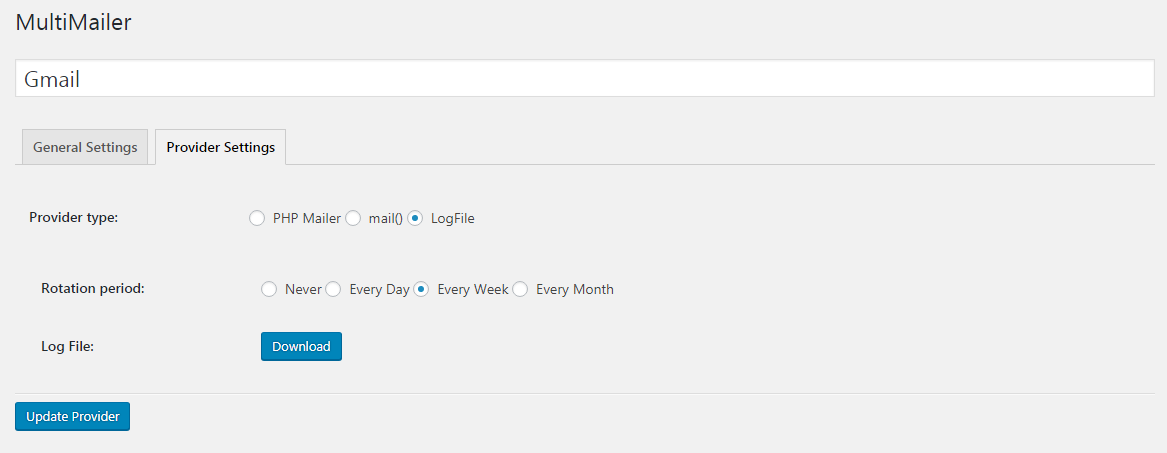 MultiMailer
Gmail
General Settings Provider Settings
Provider type: PHP Mailer mail() LogFile
Rotation period: Never Every Day Every Week Every Month
Log File: Download
Update Provider